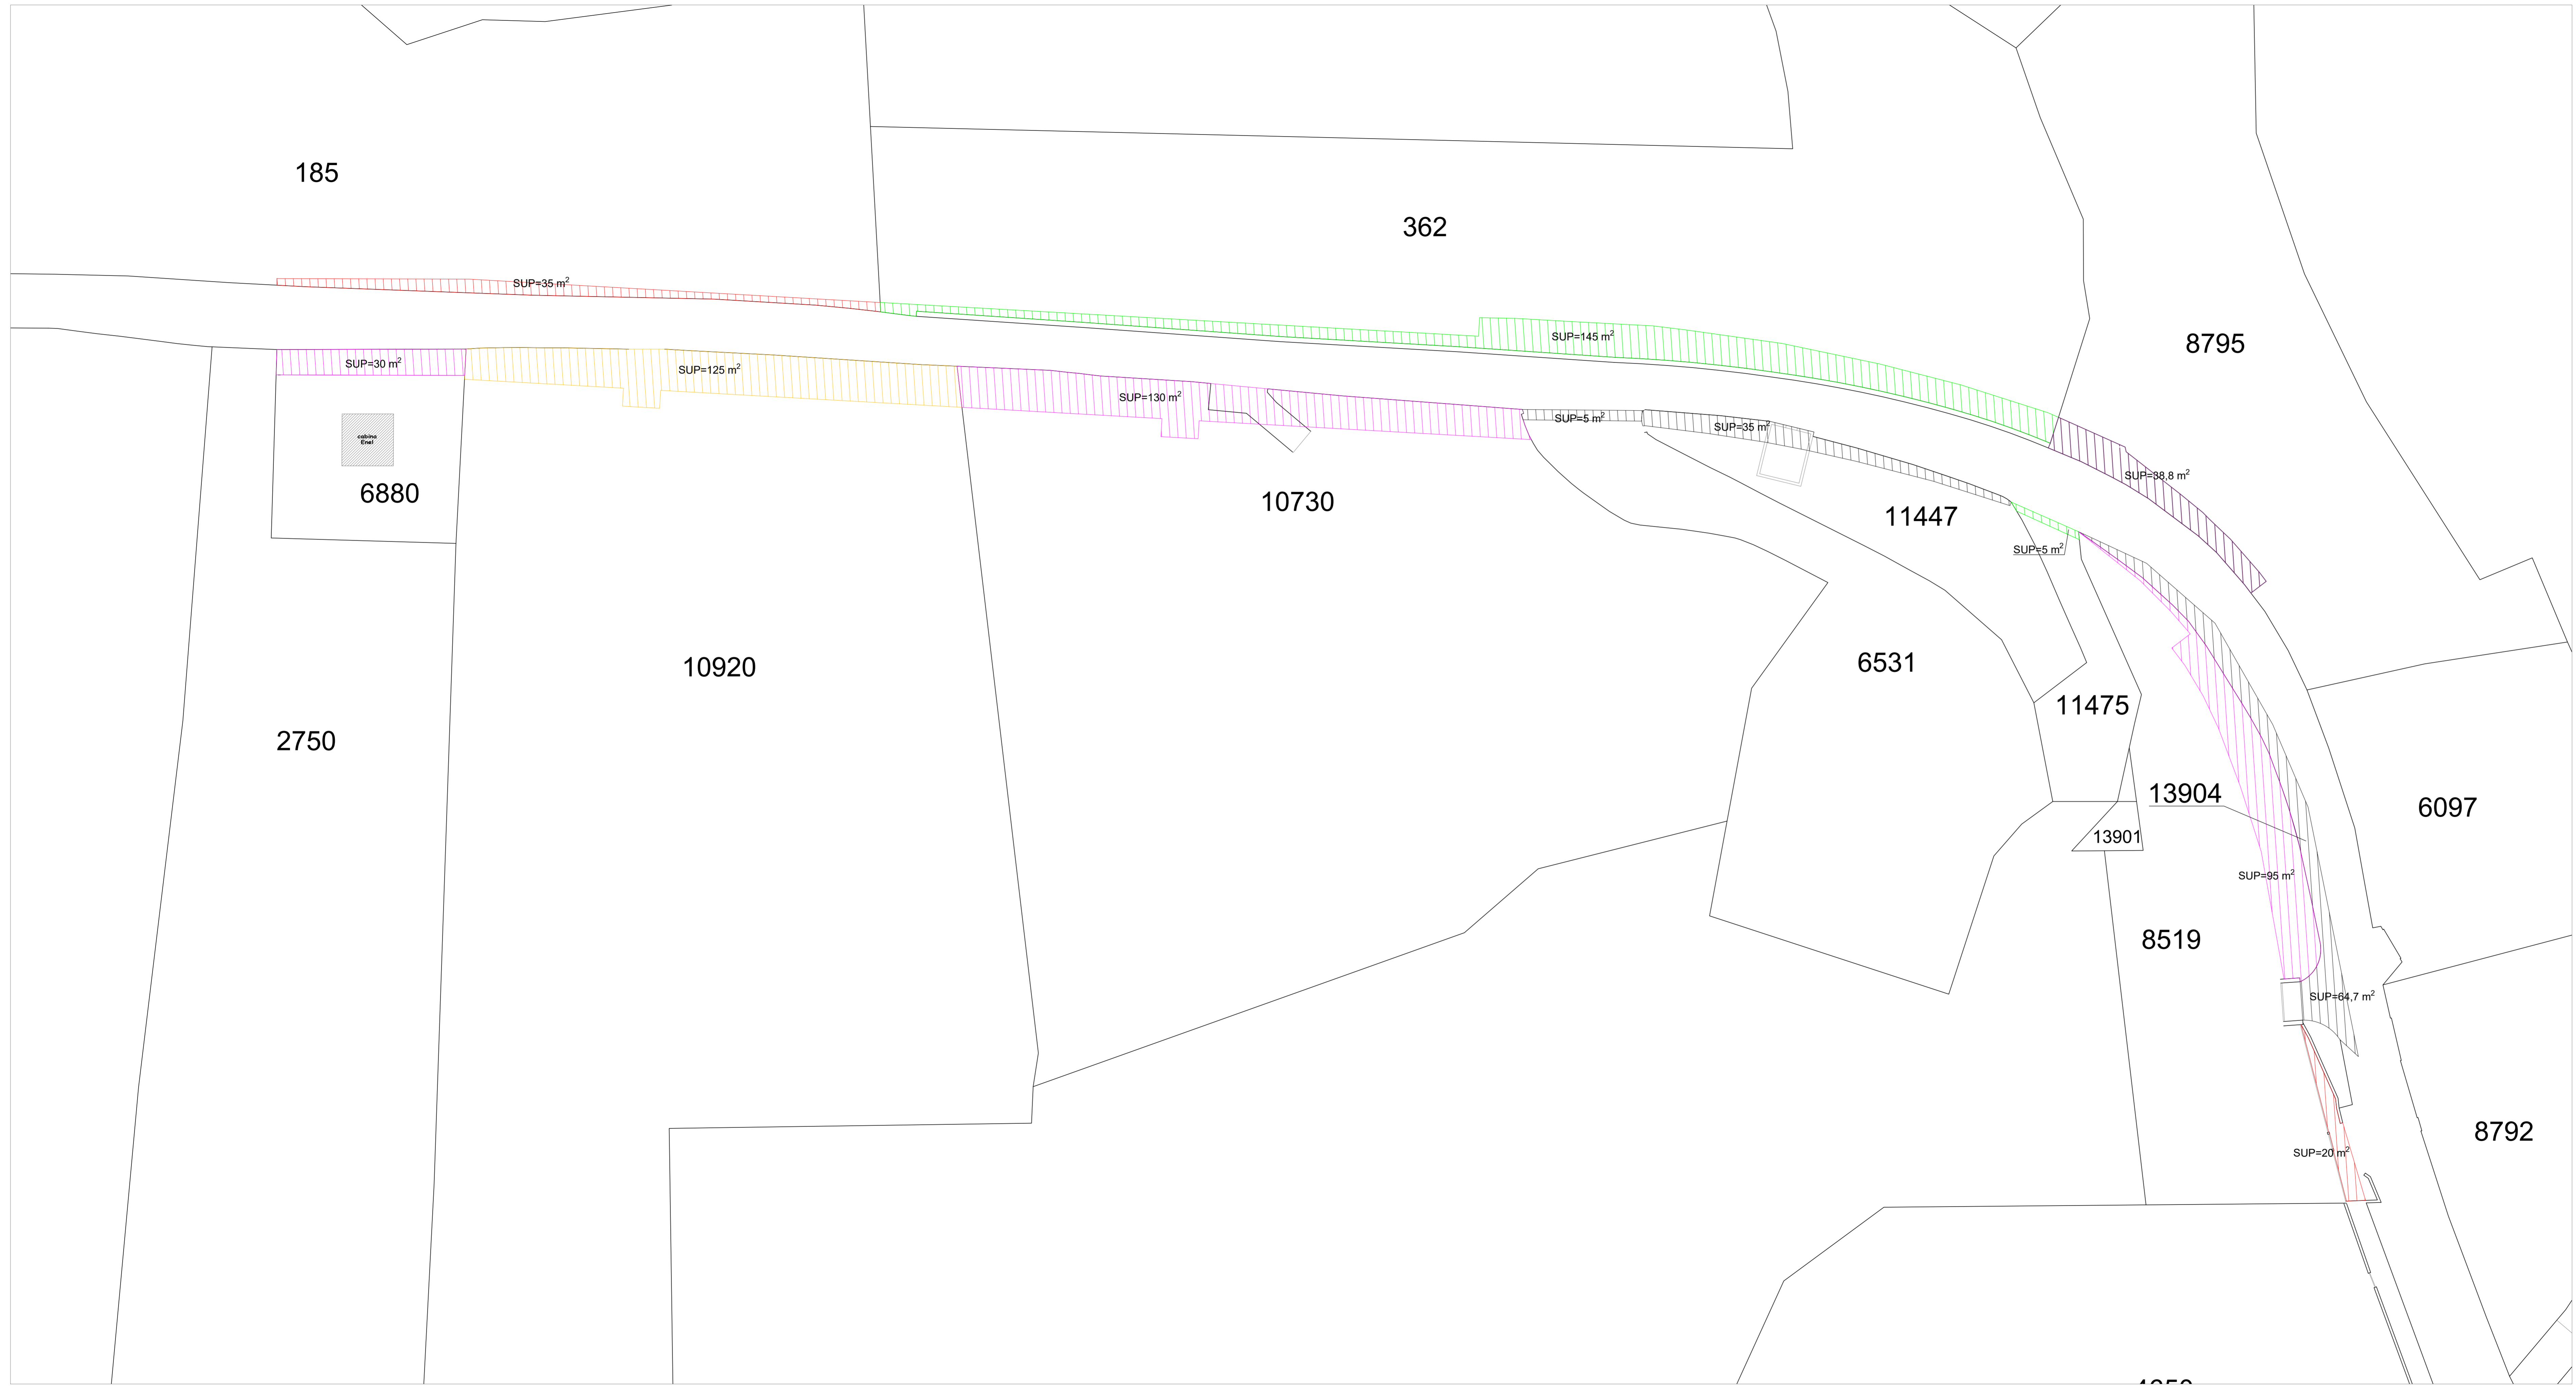 185
362
SUP=35 m²
SUP=145 m²
8795
SUP=30 m²
SUP=125 m²
SUP=130 m²
SUP=5 m²
SUP=35 m²
cabina
Enel
SUP=38,8 m²
6880
10730
11447
SUP=5 m²
10920
6531
11475
2750
13904
6097
13901
SUP=95 m²
8519
SUP=64,7 m²
8792
SUP=20 m²